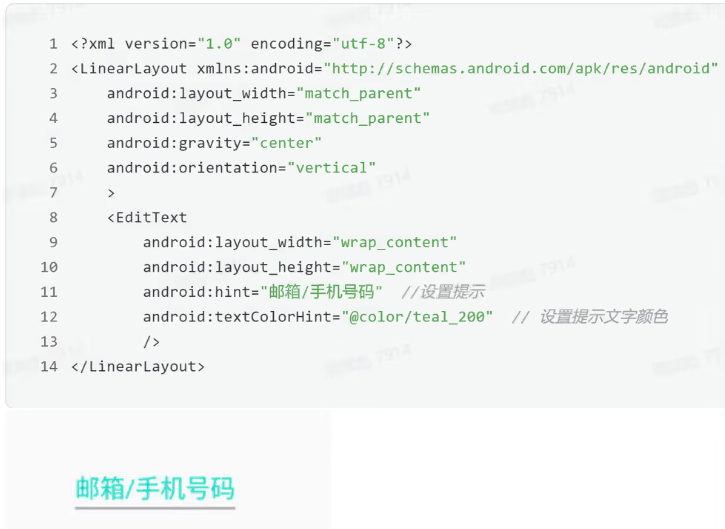 1 <?xml version="1.0" encoding="utf-8"?>
2 <LinearLayout xmlns:android="http://schemas.android.com/apk/res/android"
3 android:layout_width="match_parent"
4 android:layout_height="match_parent"
5 android:gravity="center"
6 android:orientation="vertical"
7 >
8 <EditText
9 android:layout_width="wrap_content"
10 android:layout_height="wrap_content"
11 android:hint="邮箱/手机号码" //设置提示
12 android:textColorHint="@color/teal_200" // 设置提示文字颜色
13 />
14 </LinearLayout>
邮箱/手机号码